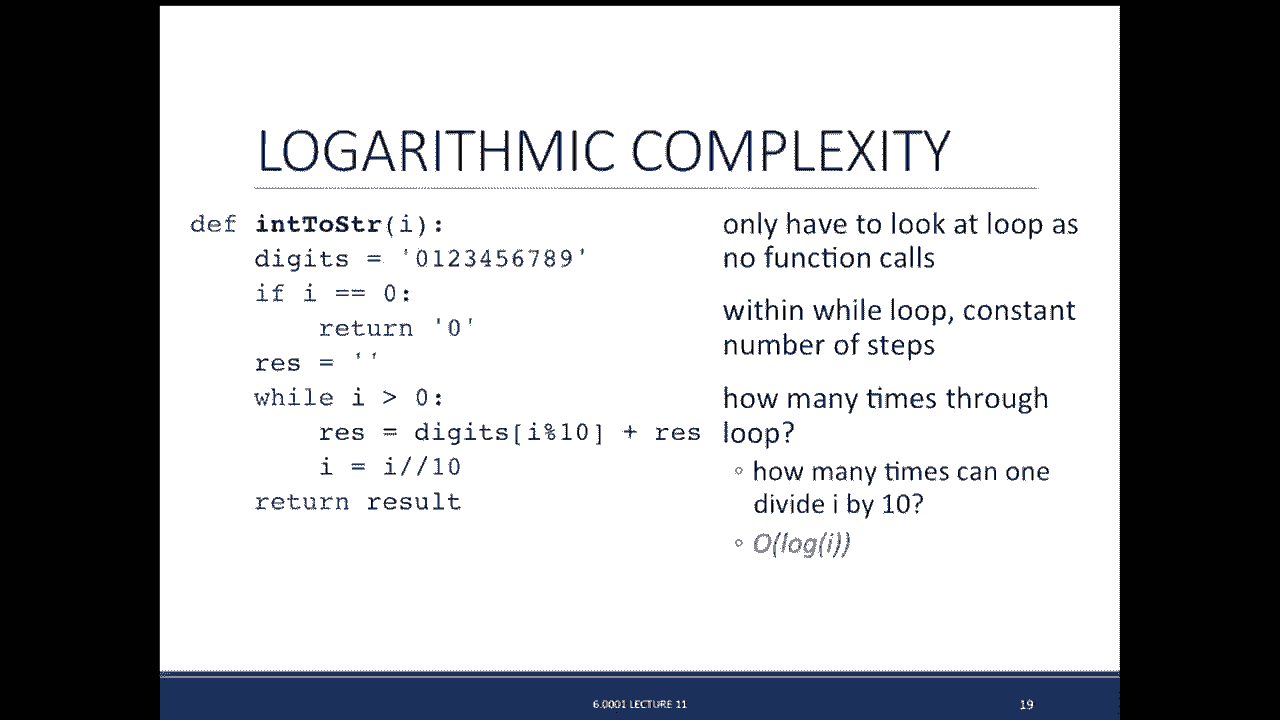 LOGARITHMIC COMPLEXITY
def intToStr(i):
    digits = '0123456789'
    if i == 0:
        return '0'
    res = ''
    while i > 0:
        res = digits[i%10] + res
        i = i//10
    return result
only have to look at loop as
no function calls
within while loop, constant
number of steps
how many times through
loop?
◦ how many times can one
divide i by 10?
◦ O(log(i))
6.0001 LECTURE 11
19